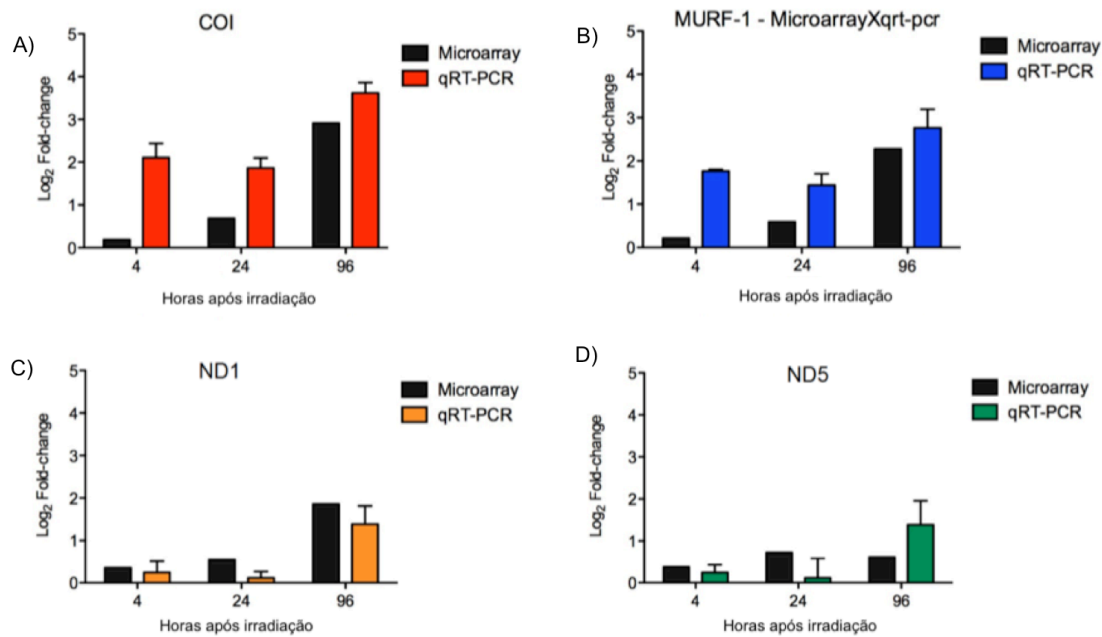 A)
COI
Microarray
qRT-PCR
Log2 Fold-change
5
4
3
2
1
0
4
24
96
Horas após irradiação
B)
MURF-1 - MicroarrayXqrt-pcr
Microarray
qRT-PCR
Log2 Fold-change
5
4
3
2
1
0
4
24
96
Horas após irradiação
C)
ND1
Microarray
qRT-PCR
Log2 Fold-change
5
4
3
2
1
0
4
24
96
Horas após irradiação
D)
ND5
Microarray
qRT-PCR
Log2 Fold-change
5
4
3
2
1
0
4
24
96
Horas após irradiação